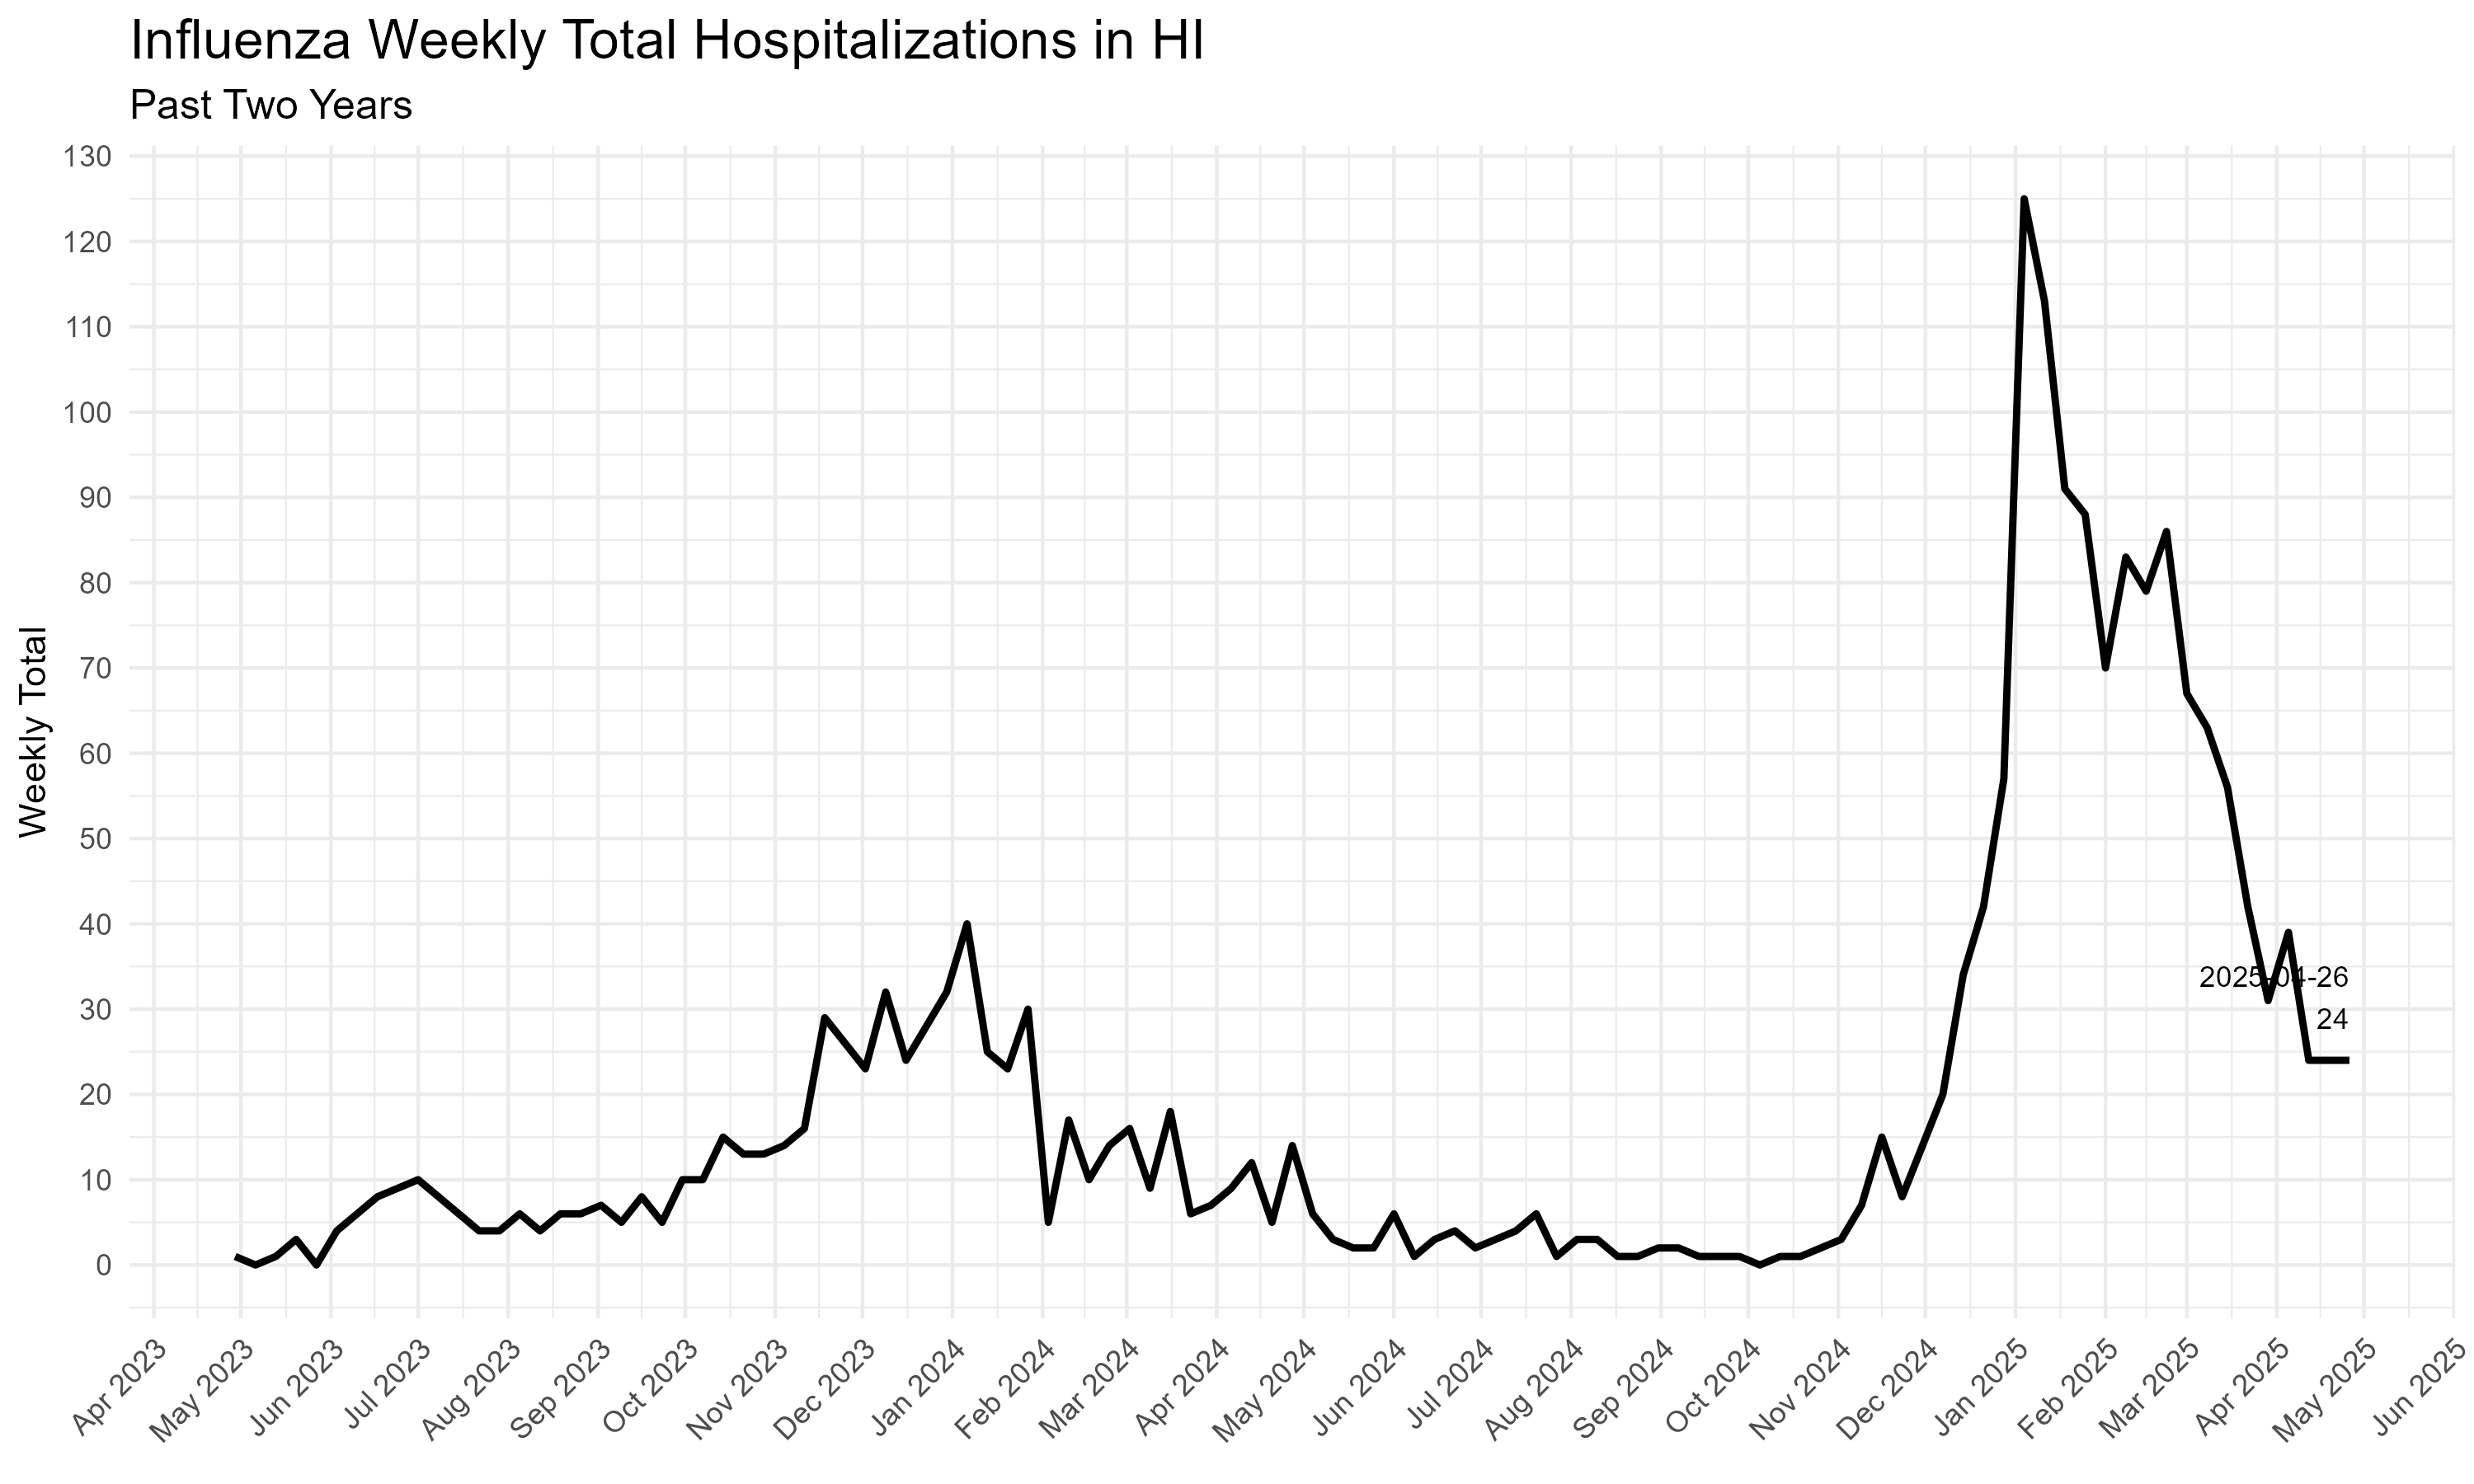 Influenza Weekly Total Hospitalizations in HI
Past Two Years
130
120
110
100
90
80
70
60
50
40
30
20
10
0
Weekly Total
2025-04-26
24
Apr 2023
May 2023
Jun 2023
Jul 2023
Aug 2023
Sep 2023
Oct 2023
Nov 2023
Dec 2023
Jan 2024
Feb 2024
Mar 2024
Apr 2024
May 2024
Jun 2024
Jul 2024
Aug 2024
Sep 2024
Oct 2024
Nov 2024
Dec 2024
Jan 2025
Feb 2025
Mar 2025
Apr 2025
May 2025
Jun 2025